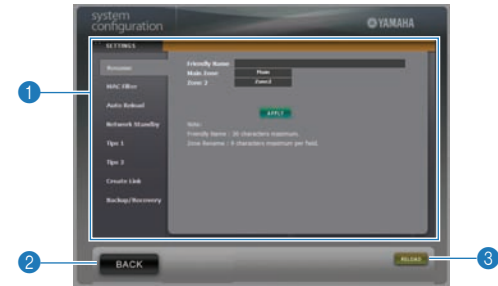 system
configuration
YAMAHA
SETTINGS
Rename
MAC Filter
Auto Reload
Network Standby
Tips 1
Tips 2
Create Link
Backup/Recovery
Friendly Name
Main Zone Main
Zone 2 Zone2
APPLY
Note:
Friendly Name : 20 characters maximum.
Zone Rename : 9 characters maximum per field.
BACK
RELOAD
1
2
3